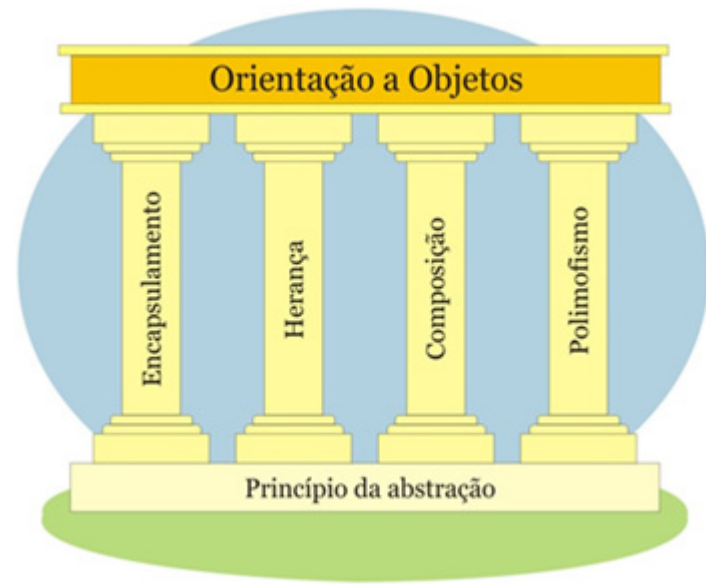 Orientação a Objetos
Encapsulamento
Herança
Composição
Polimofismo
Princípio da abstração